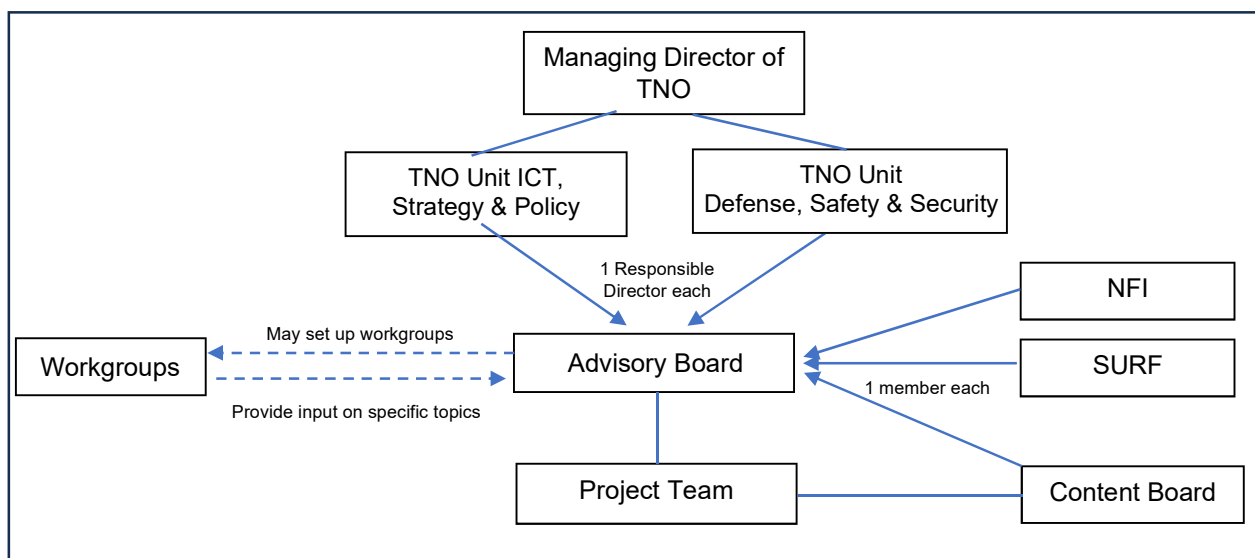 Managing Director of
TNO
TNO Unit ICT,
Strategy & Policy
TNO Unit
Defense, Safety & Security
1 Responsible
Director each
NFI
May set up workgroups
Workgroups
Advisory Board
SURF
1 member each
Provide input on specific topics
Project Team
Content Board